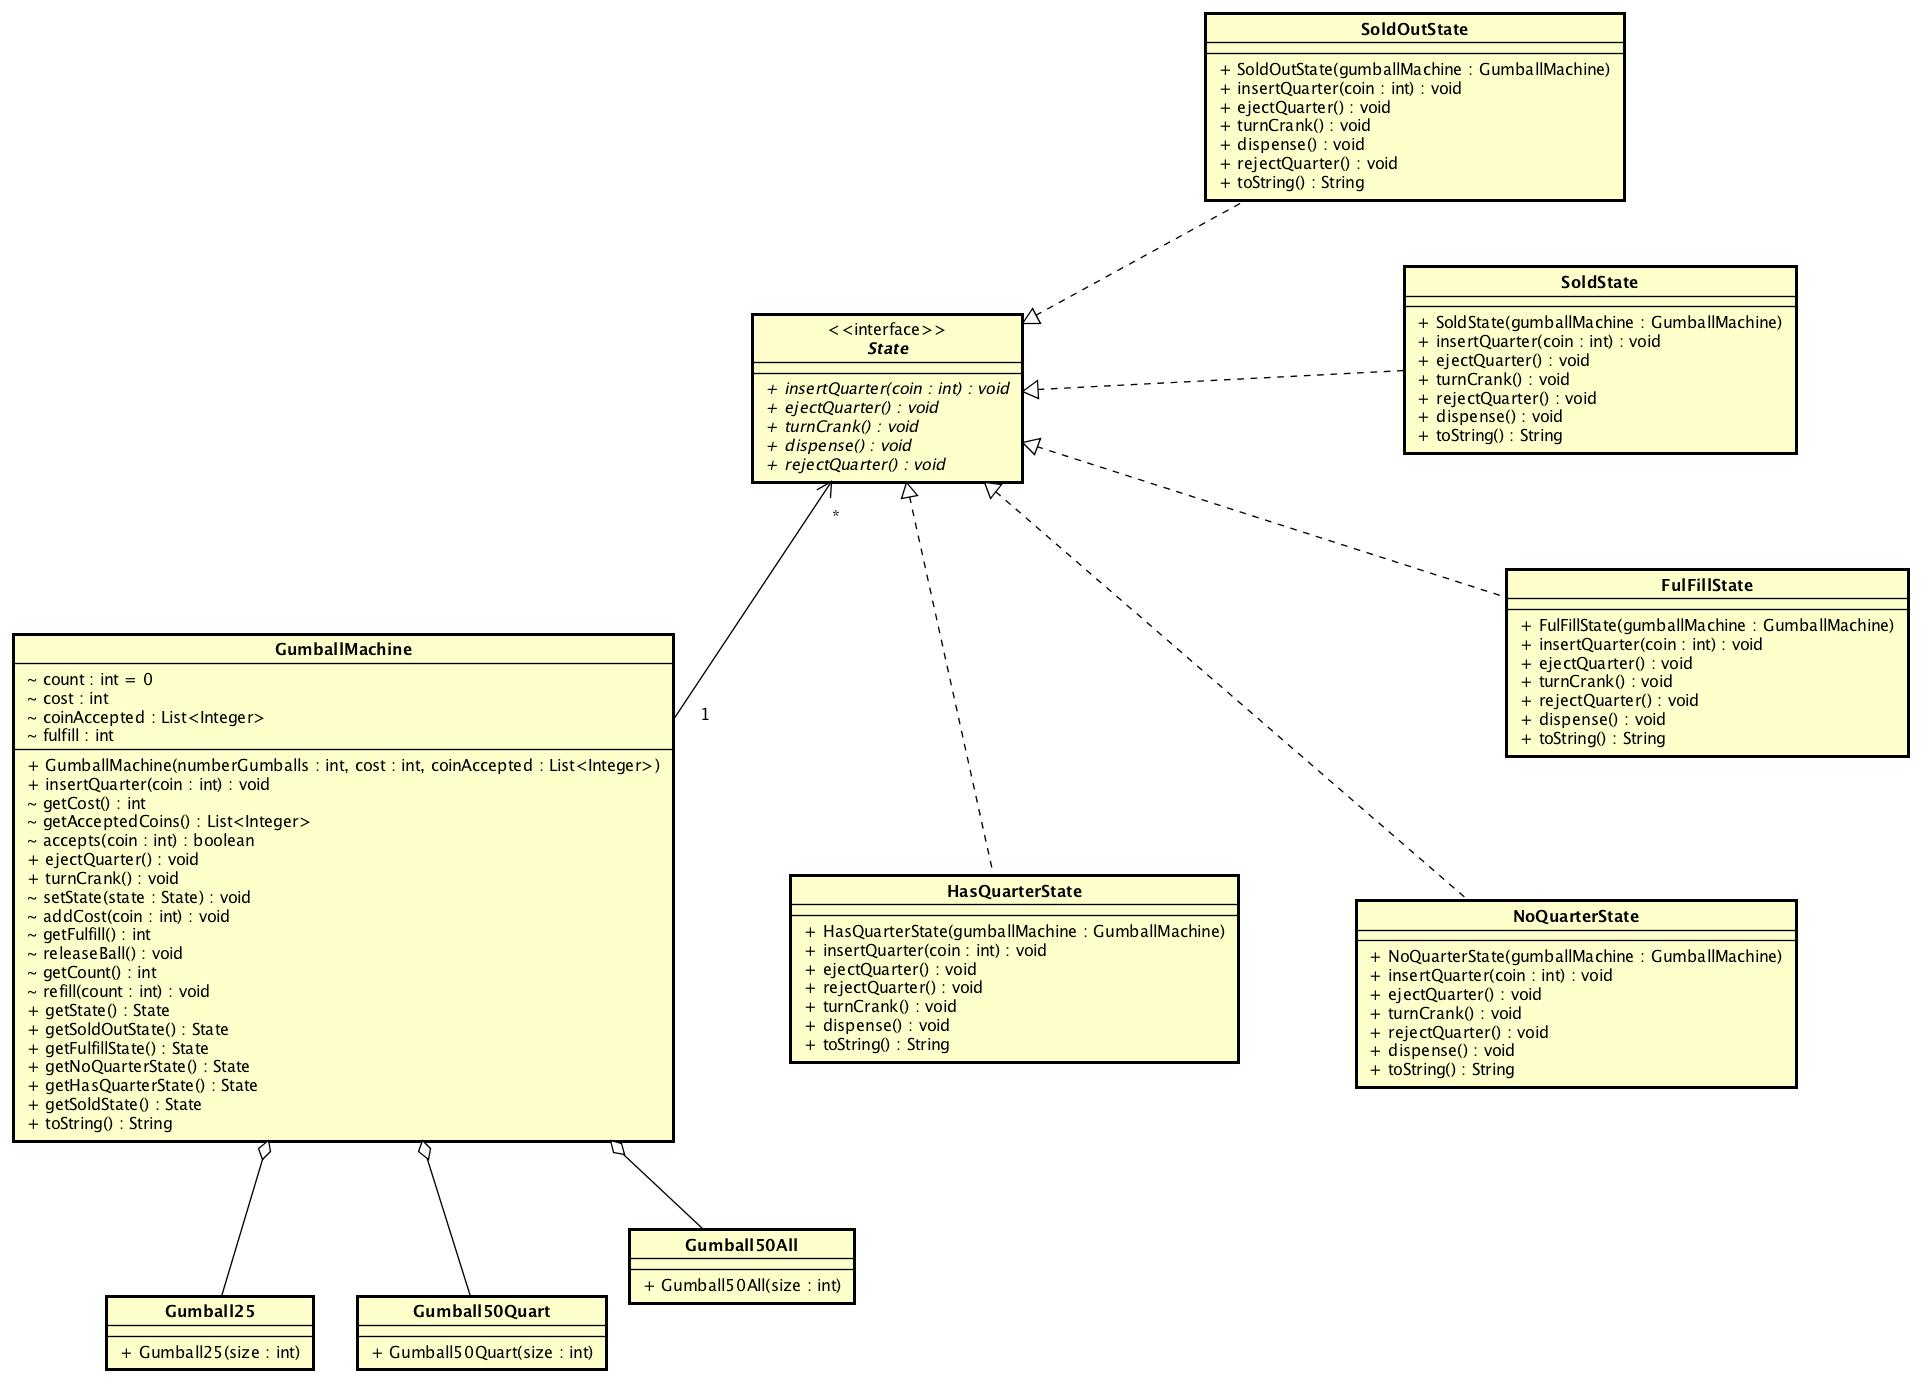 SoldOutState
+ SoldOutState(gumballMachine : GumballMachine)
+ insertQuarter(coin : int) : void
+ ejectQuarter() : void
+ turnCrank() : void
+ dispense() : void
+ rejectQuarter() : void
+ toString() : String
SoldState
+ SoldState(gumballMachine : GumballMachine)
+ insertQuarter(coin : int) : void
+ ejectQuarter() : void
+ turnCrank() : void
+ rejectQuarter() : void
+ dispense() : void
+ toString() : String
<<interface>>
State
+ insertQuarter(coin : int) : void
+ ejectQuarter() : void
+ turnCrank() : void
+ dispense() : void
+ rejectQuarter() : void
*
1
FulFillState
+ FulFillState(gumballMachine : GumballMachine)
+ insertQuarter(coin : int) : void
+ ejectQuarter() : void
+ turnCrank() : void
+ rejectQuarter() : void
+ dispense() : void
+ toString() : String
GumballMachine
~ count : int = 0
~ cost : int
~ coinAccepted : List<Integer>
~ fulfill : int
+ GumballMachine(numberGumballs : int, cost : int, coinAccepted : List<Integer>)
+ insertQuarter(coin : int) : void
~ getCost() : int
~ getAcceptedCoins() : List<Integer>
~ accepts(coin : int) : boolean
+ ejectQuarter() : void
+ turnCrank() : void
~ setState(state : State) : void
~ addCost(coin : int) : void
~ getFulfill() : int
~ releaseBall() : void
~ getCount() : int
~ refill(count : int) : void
+ getState() : State
+ getSoldOutState() : State
+ getFulfillState() : State
+ getNoQuarterState() : State
+ getHasQuarterState() : State
+ getSoldState() : State
+ toString() : String
HasQuarterState
+ HasQuarterState(gumballMachine : GumballMachine)
+ insertQuarter(coin : int) : void
+ ejectQuarter() : void
+ rejectQuarter() : void
+ turnCrank() : void
+ dispense() : void
+ toString() : String
NoQuarterState
+ NoQuarterState(gumballMachine : GumballMachine)
+ insertQuarter(coin : int) : void
+ ejectQuarter() : void
+ turnCrank() : void
+ rejectQuarter() : void
+ dispense() : void
+ toString() : String
Gumball25
+ Gumball25(size : int)
Gumball50Quart
+ Gumball50Quart(size : int)
Gumball50All
+ Gumball50All(size : int)